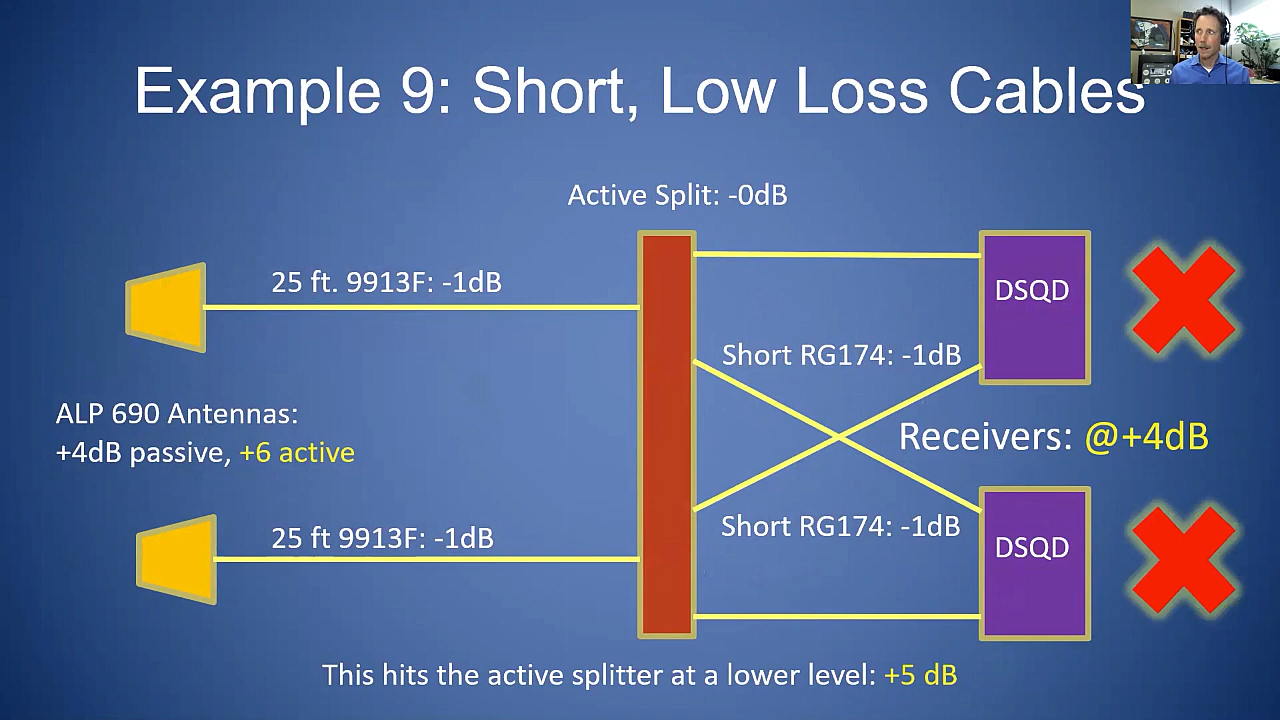 Example 9: Short, Low Loss Cables
Active Split: -0dB
25 ft. 9913F: -1dB
DSQD
Short RG174: -1dB
ALP 690 Antennas:
+4dB passive, +6 active
Receivers: @+4dB
25 ft 9913F: -1dB
Short RG174: -1dB
DSQD
This hits the active splitter at a lower level: +5 dB